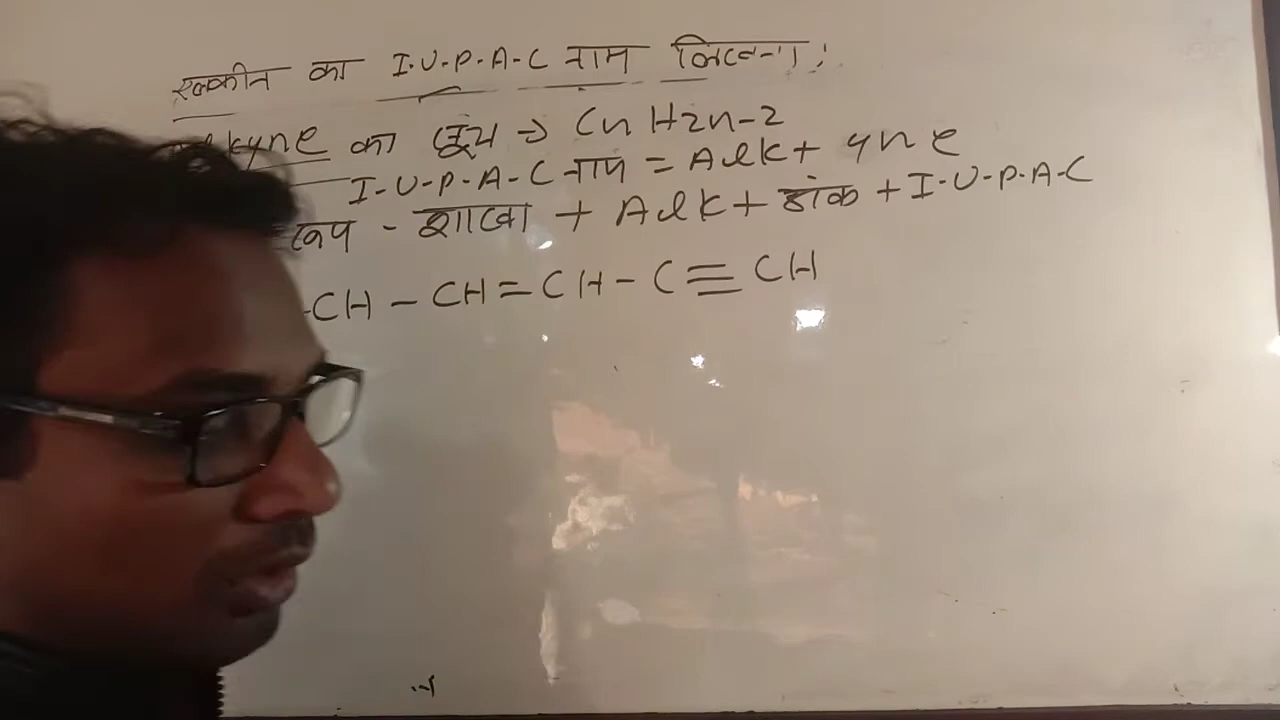 एल्कीन का I.U.P.A.C नाम लिखना :
alkyne का सूत्र → CnH2n-2
I-U-P-A-C नाम = Alk + yne
- शाखा + Alk + अंक + I-U-P-A-C
-CH - CH = CH - C ≡ CH